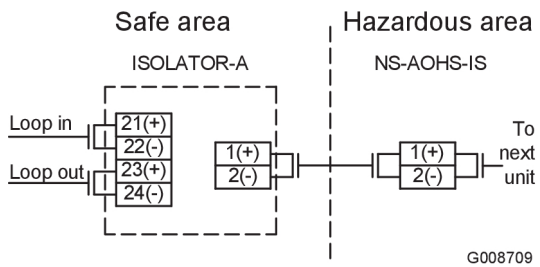 Safe area
Hazardous area
ISOLATOR-A
NS-AOHS-IS
Loop in
21(+)
22(-)
Loop out
23(+)
24(-)
1(+)
2(-)
1(+)
2(-)
To
next
unit
G008709